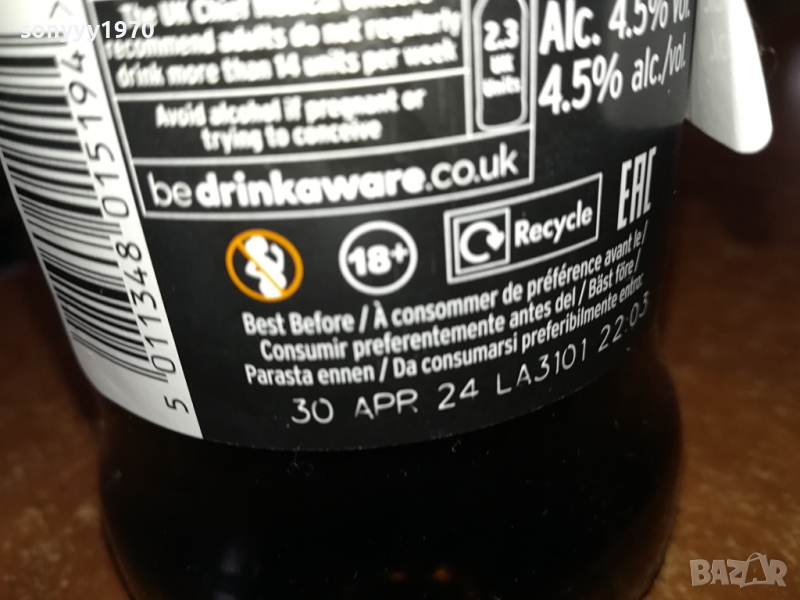 sonyyy1970
The UK Chief Medical Officers
recommend adults do not regularly
drink more than 14 units per week
2.3
UK
Units
Alc. 4.5% Vol.
4.5% alc./vol.
Avoid alcohol if pregnant or
trying to conceive
bedrinkaware.co.uk
18+
Recycle
EAC
Best Before / À consommer de préférence avant le /
Consumir preferentemente antes del / Bäst före /
Parasta ennen / Da consumarsi preferibilmente entro:
30 APR 24 LA3101 22:03
5 011348 015194 >
BAZAR